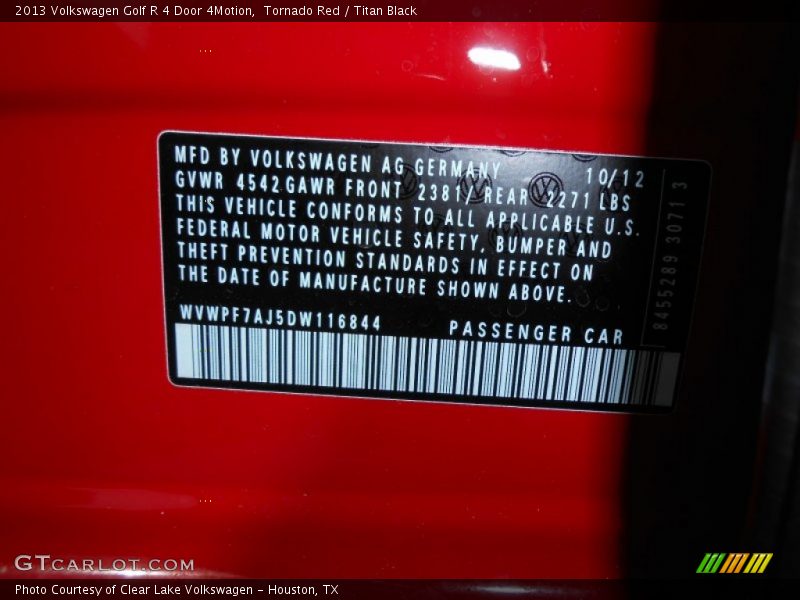 2013 Volkswagen Golf R 4 Door 4Motion,  Tornado Red / Titan Black
MFD BY VOLKSWAGEN AG GERMANY 10/12
GVWR 4542 GAWR FRONT 2381/ REAR 2271 LBS
THIS VEHICLE CONFORMS TO ALL APPLICABLE U.S.
FEDERAL MOTOR VEHICLE SAFETY, BUMPER AND
THEFT PREVENTION STANDARDS IN EFFECT ON
THE DATE OF MANUFACTURE SHOWN ABOVE.
WVWPF7AJ5DW116844 PASSENGER CAR
8455289 3071 3
GTCARLOT.COM
Photo Courtesy of Clear Lake Volkswagen - Houston, TX